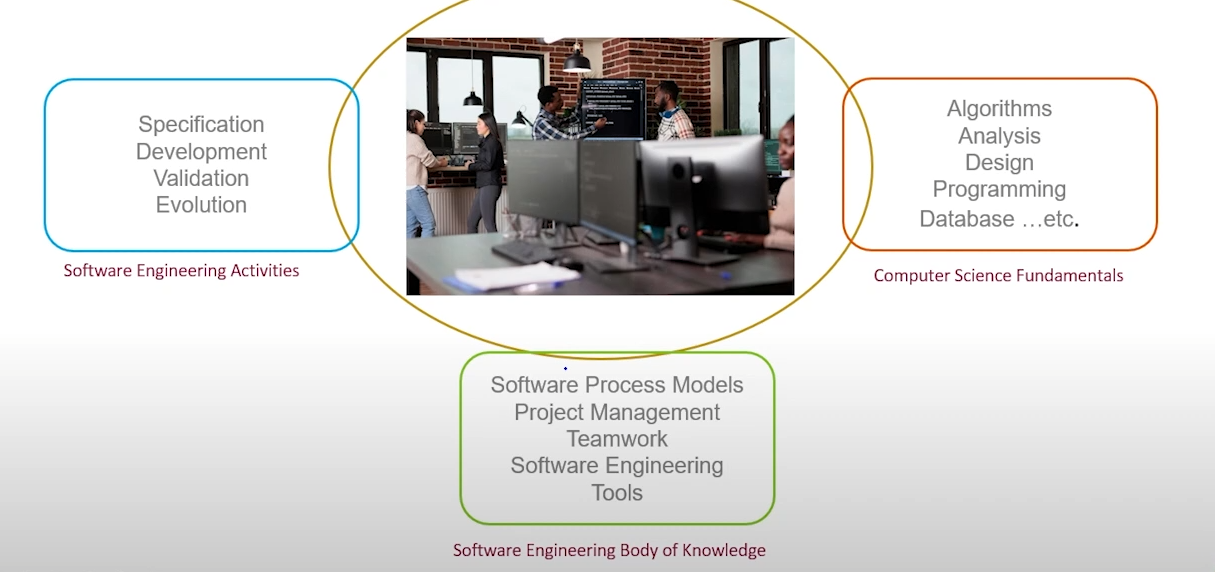 Specification
Development
Validation
Evolution
Software Engineering Activities
Algorithms
Analysis
Design
Programming
Database ...etc.
Computer Science Fundamentals
Software Process Models
Project Management
Teamwork
Software Engineering
Tools
Software Engineering Body of Knowledge